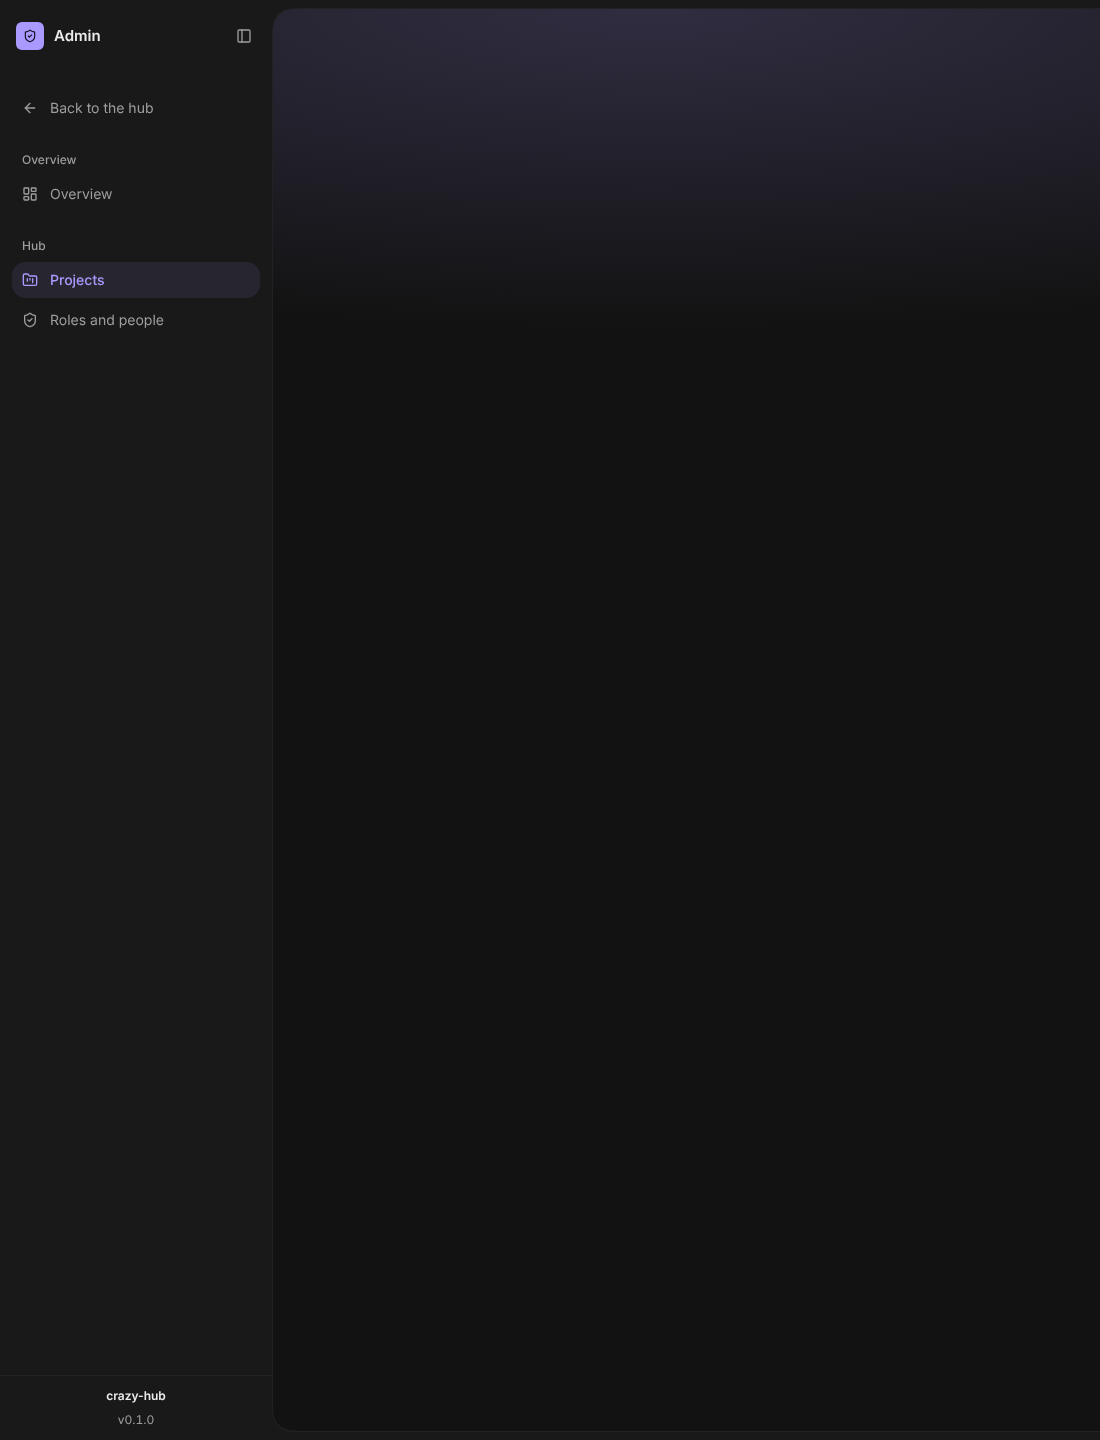 Admin
Back to the hub
Overview
Overview
Hub
Projects
Roles and people
crazy-hub
v0.1.0